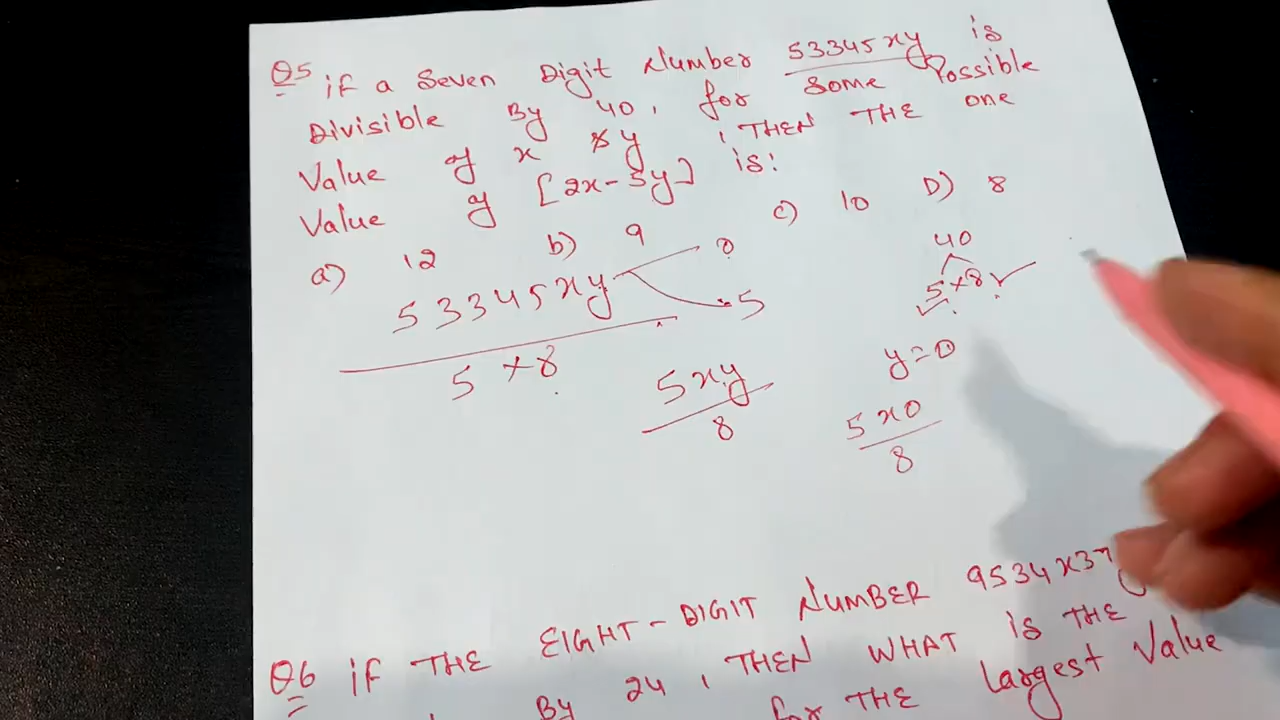 Q5 if a Seven Digit Number 53345xy is
Divisible By 40, for some Possible
Value of x & y, THEN THE one
Value of [2x-5y] is:
a) 12 b) 9 c) 10 D) 8
53345xy 0
5
5 × 8
40
5×8
5xy
8
y=0
5x0
8
Q6 if THE EIGHT-DIGIT NUMBER 9534x37
By 24, THEN WHAT is THE
for THE largest Value